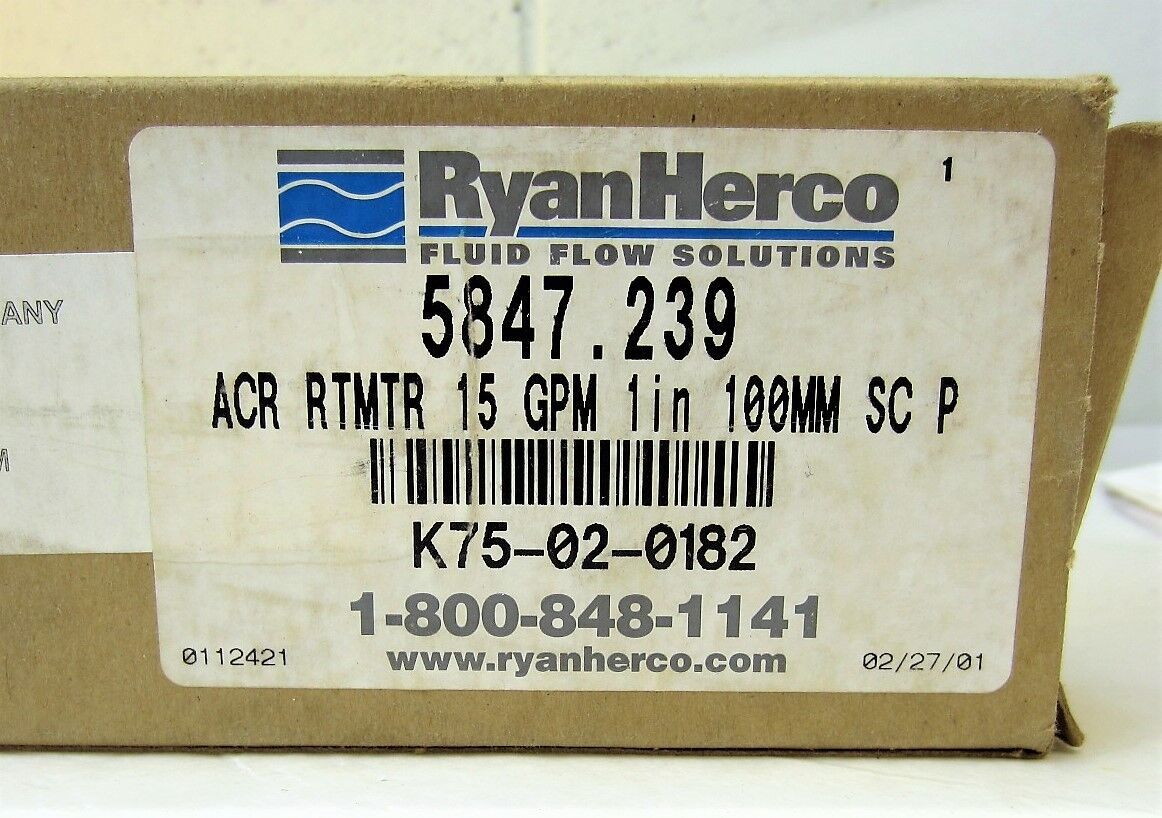 RyanHerco
1
FLUID FLOW SOLUTIONS
5847.239
ACR RTMTR 15 GPM 1in 100MM SC P
K75-02-0182
1-800-848-1141
0112421
www.ryanherco.com
02/27/01
ANY